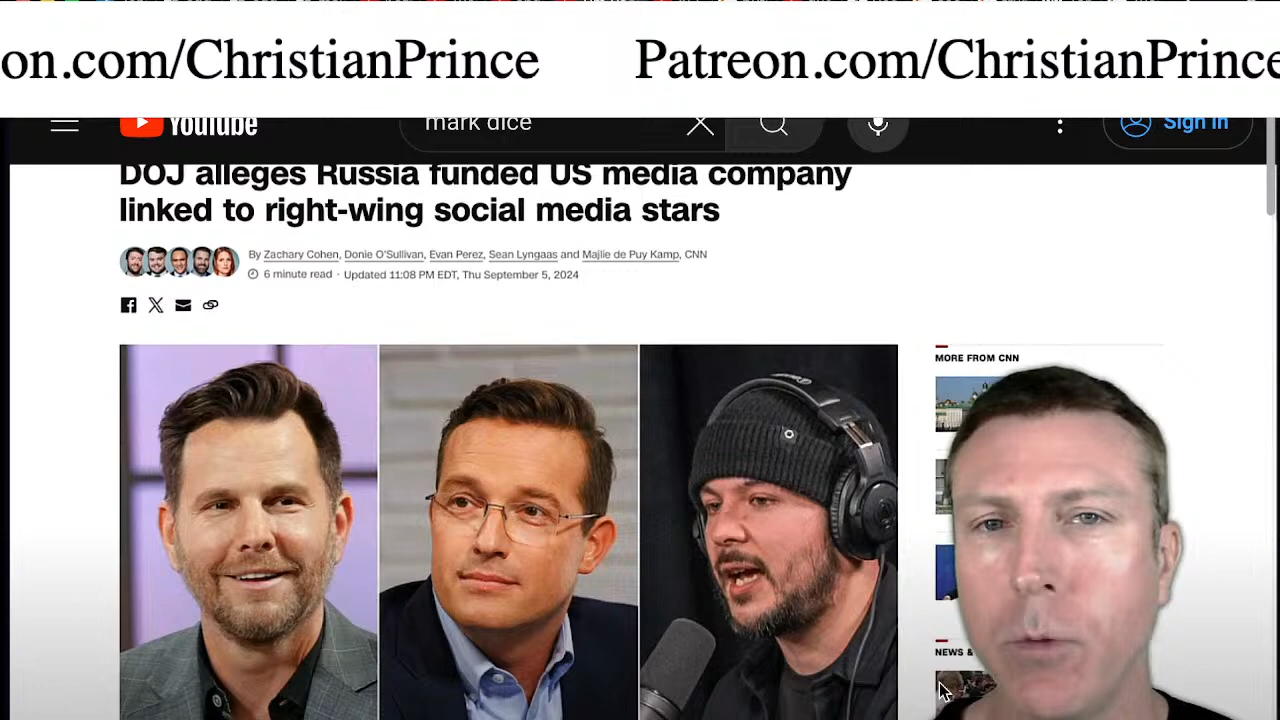 on.com/ChristianPrince Patreon.com/ChristianPrince
YouTube mark dice Sign in
DOJ alleges Russia funded US media company
linked to right-wing social media stars
By Zachary Cohen, Donie O'Sullivan, Evan Perez, Sean Lyngaas and Majlie de Puy Kamp, CNN
6 minute read · Updated 11:08 PM EDT, Thu September 5, 2024
MORE FROM CNN
NEWS &